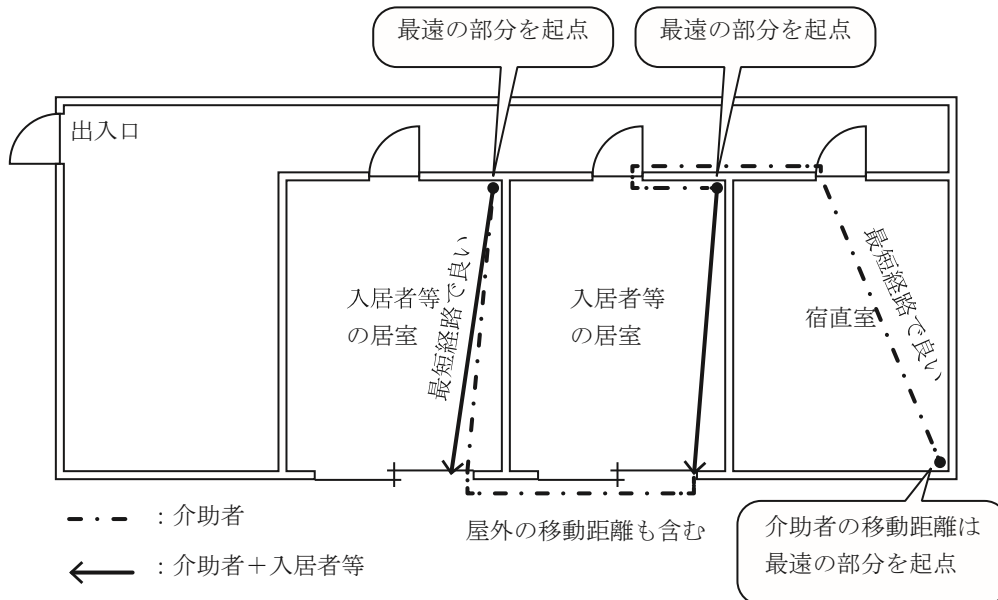 最遠の部分を起点
最遠の部分を起点
出入口
入居者等
の居室
最短経路で良い
入居者等
の居室
宿直室
最短経路で良い
：介助者
屋外の移動距離も含む
介助者の移動距離は
最遠の部分を起点
：介助者＋入居者等